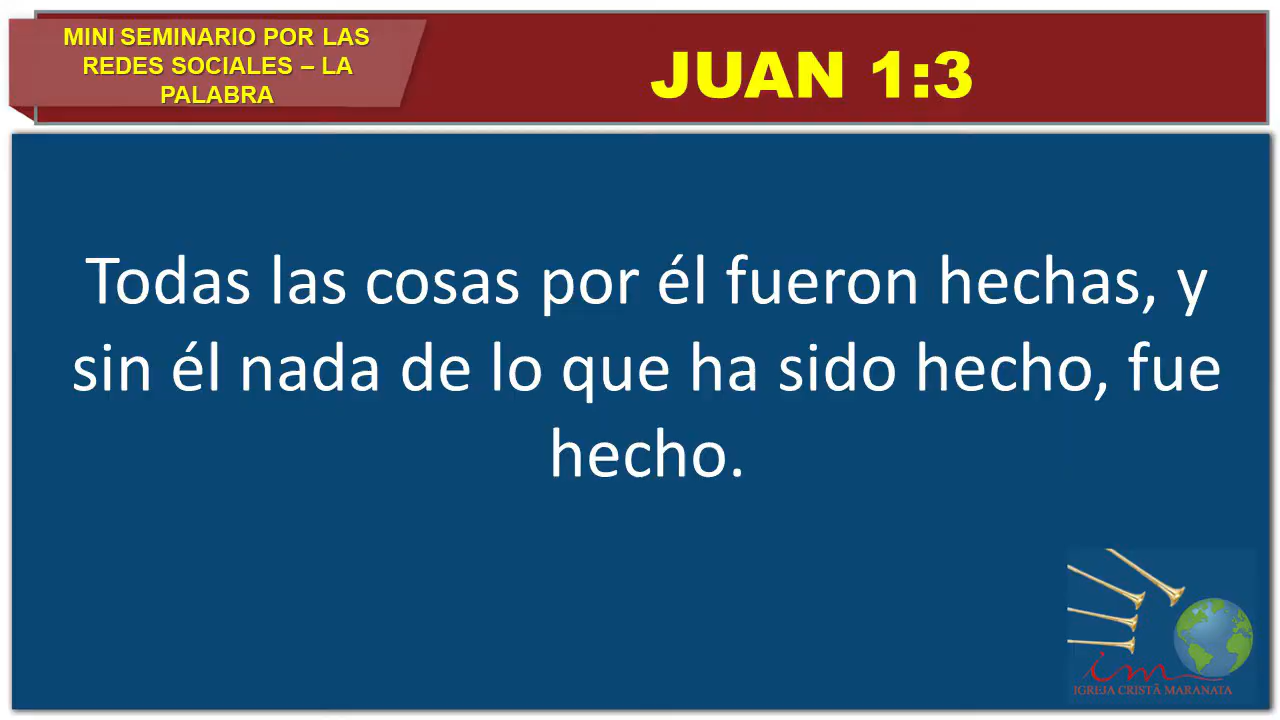 MINI SEMINARIO POR LAS
REDES SOCIALES – LA
PALABRA
JUAN 1:3
Todas las cosas por él fueron hechas, y
sin él nada de lo que ha sido hecho, fue
hecho.
im
IGREJA CRISTÃ MARANATA